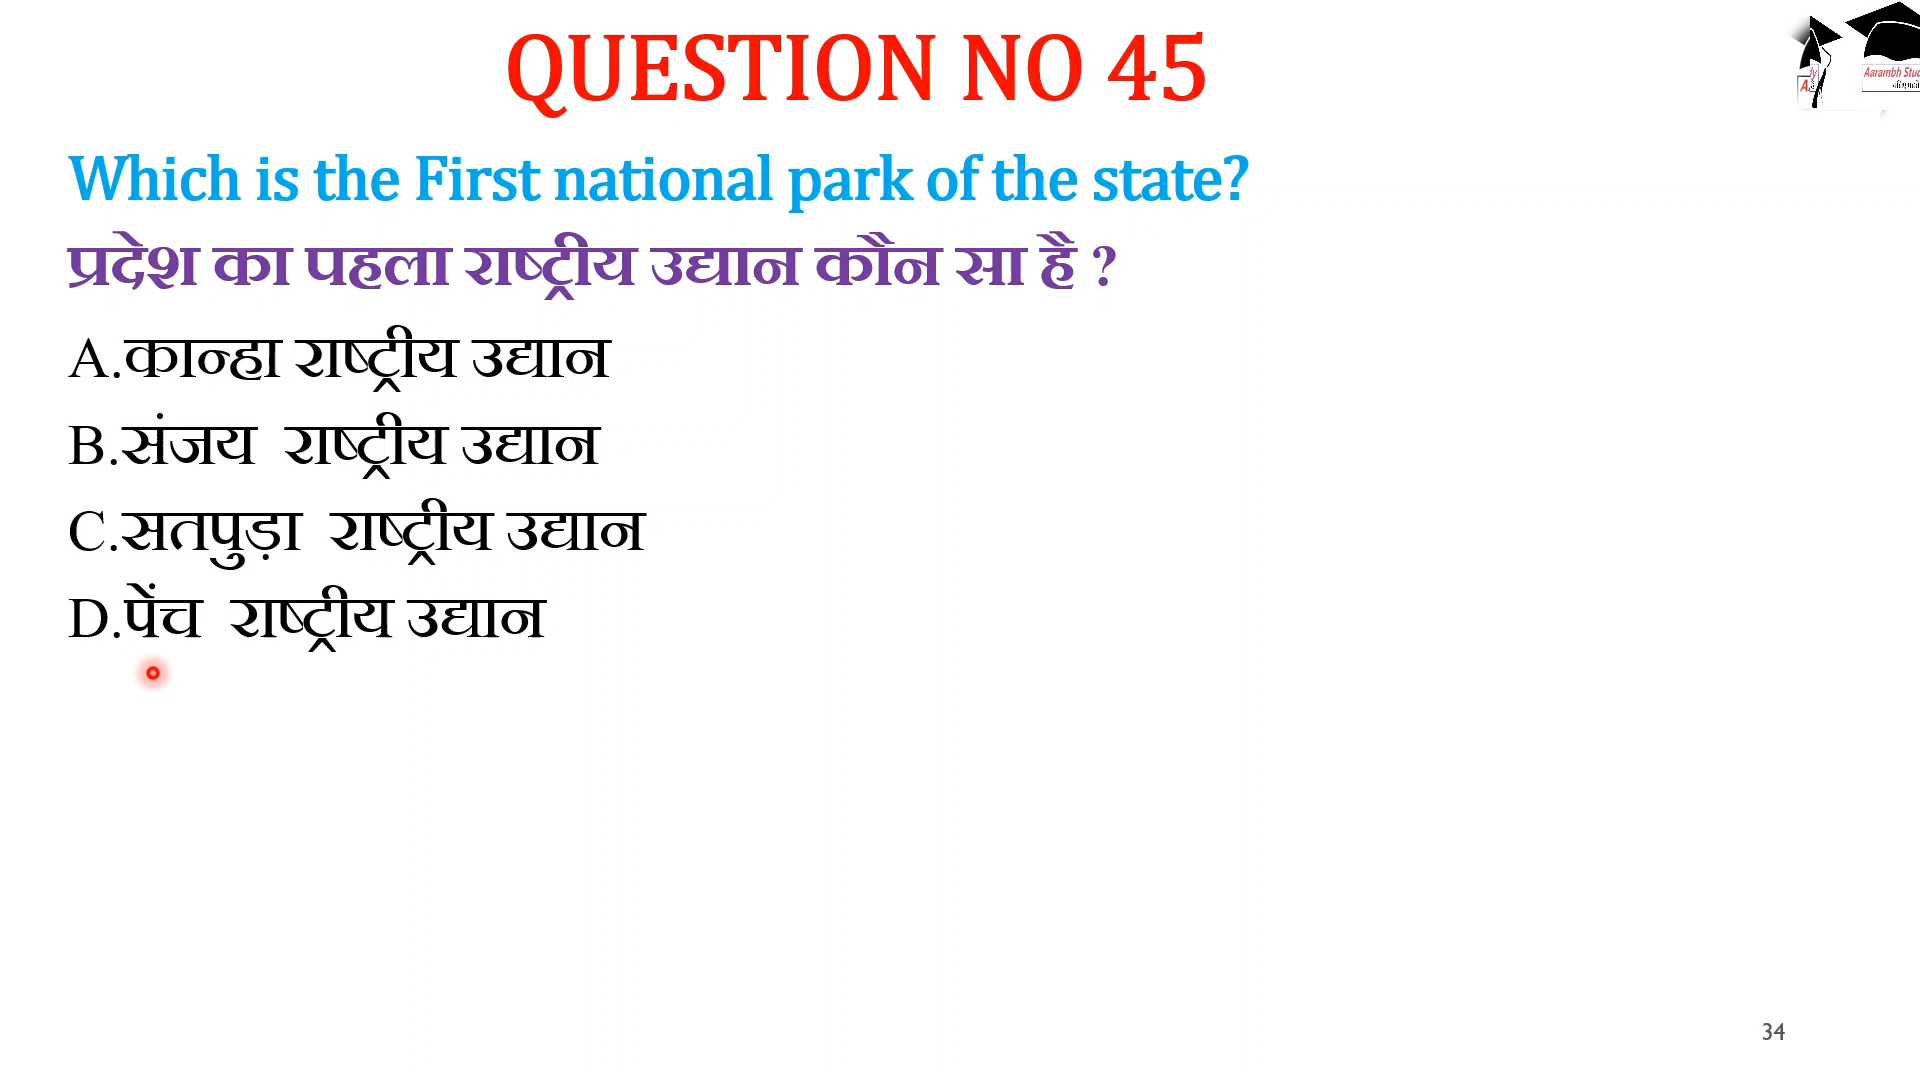 QUESTION NO 45
Aarambh
Which is the First national park of the state?
प्रदेश का पहला राष्ट्रीय उद्यान कौन सा है ?
A.कान्हा राष्ट्रीय उद्यान
B.संजय राष्ट्रीय उद्यान
C.सतपुड़ा राष्ट्रीय उद्यान
D.पेंच राष्ट्रीय उद्यान
34